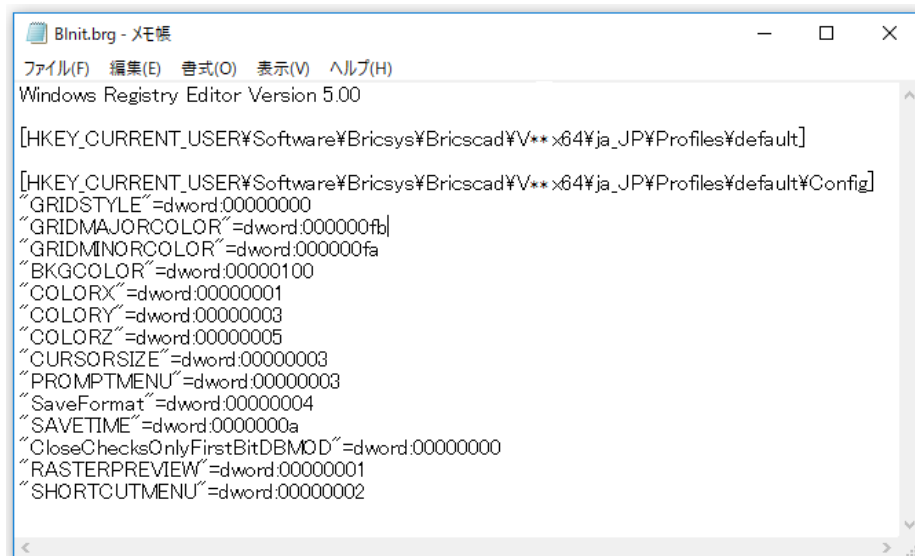 BInit.brg - メモ帳
ファイル(F) 編集(E) 書式(O) 表示(V) ヘルプ(H)
Windows Registry Editor Version 5.00
[HKEY_CURRENT_USER¥Software¥Bricsys¥Bricscad¥V**x64¥ja_JP¥Profiles¥default]
[HKEY_CURRENT_USER¥Software¥Bricsys¥Bricscad¥V**x64¥ja_JP¥Profiles¥default¥Config]
"GRIDSTYLE"=dword:00000000
"GRIDMAJORCOLOR"=dword:000000fb
"GRIDMINORCOLOR"=dword:000000fa
"BKGCOLOR"=dword:00000100
"COLORX"=dword:00000001
"COLORY"=dword:00000003
"COLORZ"=dword:00000005
"CURSORSIZE"=dword:00000003
"PROMPTMENU"=dword:00000003
"SaveFormat"=dword:00000004
"SAVETIME"=dword:0000000a
"CloseChecksOnlyFirstBitDBMOD"=dword:00000000
"RASTERPREVIEW"=dword:00000001
"SHORTCUTMENU"=dword:00000002